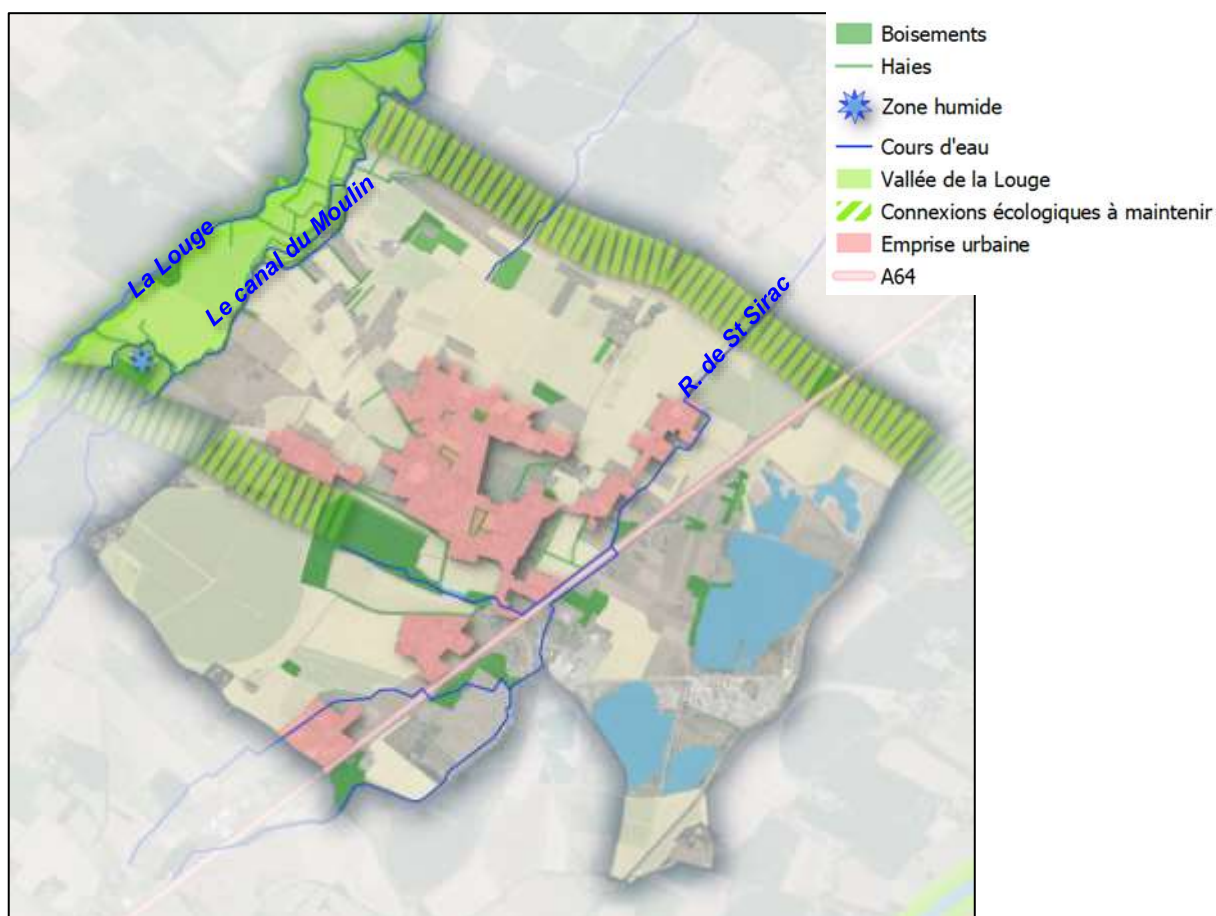 Boisements
Haies
Zone humide
Cours d'eau
Vallée de la Louge
Connexions écologiques à maintenir
Emprise urbaine
A64
La Louge
Le canal du Moulin
R. de St Sirac